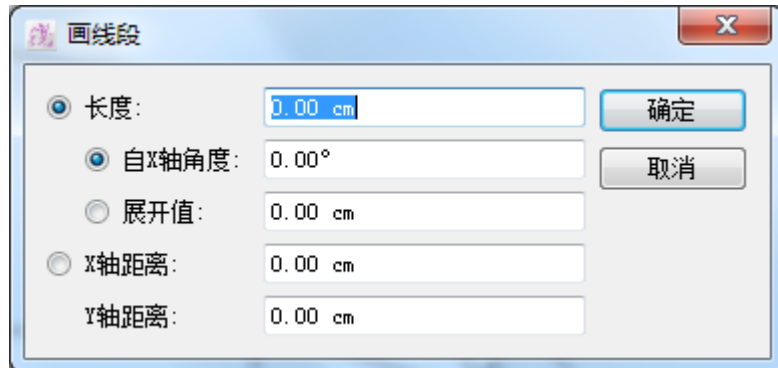 画线段
长度: 0.00 cm 确定
自X轴角度: 0.00° 取消
展开值: 0.00 cm
X轴距离: 0.00 cm
Y轴距离: 0.00 cm